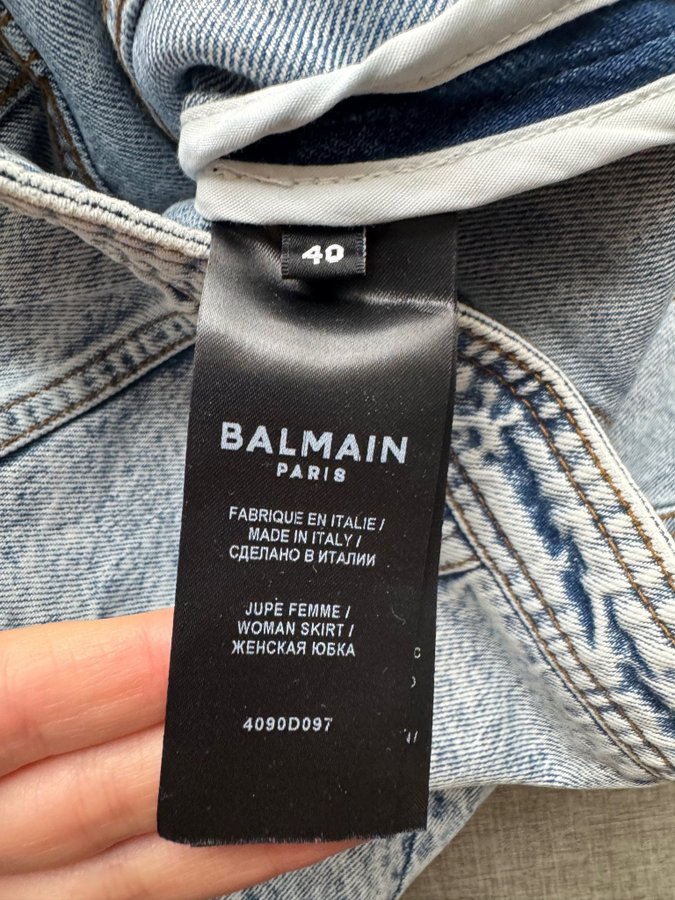 40
BALMAIN
PARIS
FABRIQUE EN ITALIE /
MADE IN ITALY /
СДЕЛАНО В ИТАЛИИ
JUPE FEMME /
WOMAN SKIRT /
ЖЕНСКАЯ ЮБКА
4090D097